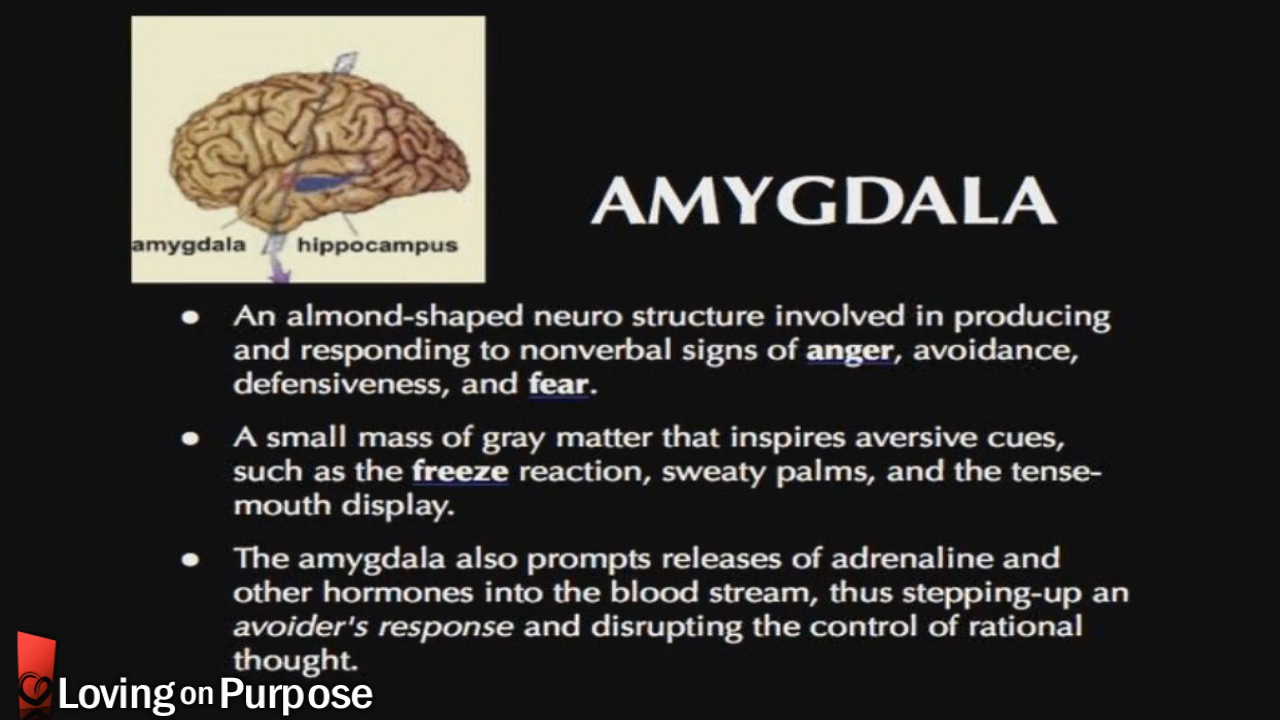 amygdala hippocampus
AMYGDALA
• An almond-shaped neuro structure involved in producing
and responding to nonverbal signs of anger, avoidance,
defensiveness, and fear.
• A small mass of gray matter that inspires aversive cues,
such as the freeze reaction, sweaty palms, and the tense-
mouth display.
• The amygdala also prompts releases of adrenaline and
other hormones into the blood stream, thus stepping-up an
avoider's response and disrupting the control of rational
thought.
Loving on Purpose